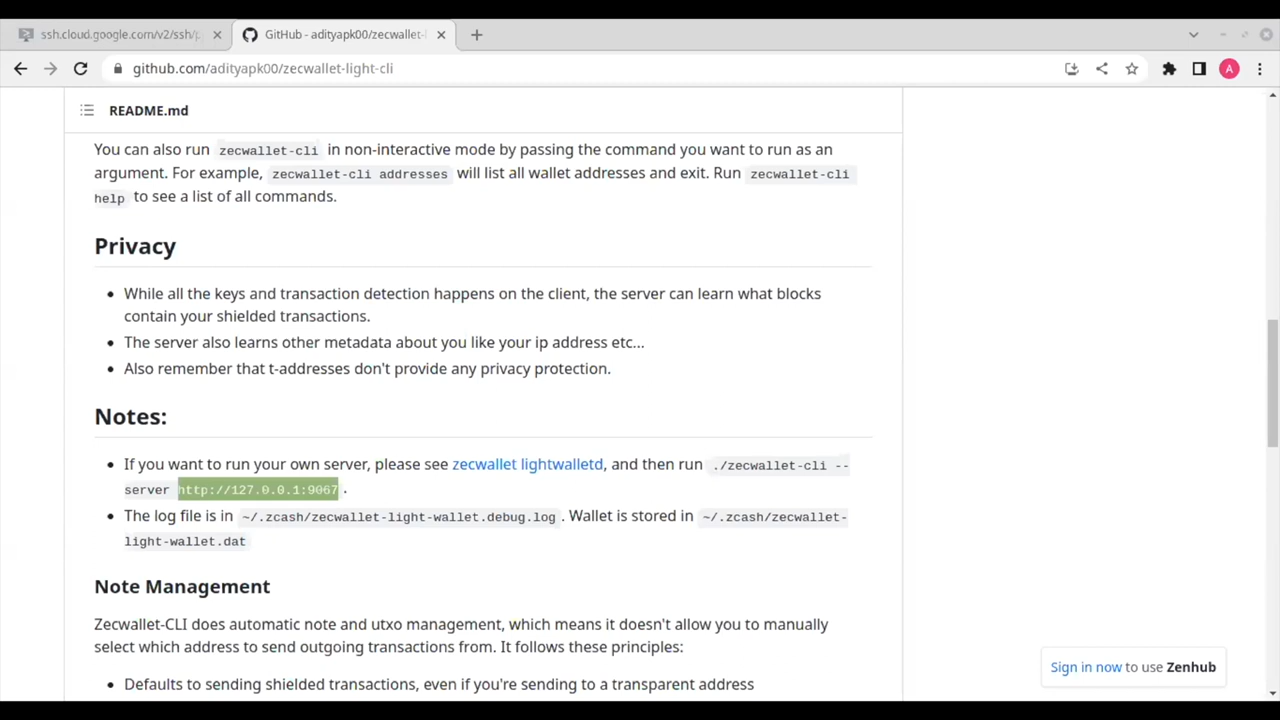 ssh.cloud.google.com/v2/ssh/p
GitHub - adityapk00/zecwallet-l
github.com/adityapk00/zecwallet-light-cli
A
README.md
You can also run zecwallet-cli in non-interactive mode by passing the command you want to run as an
argument. For example, zecwallet-cli addresses will list all wallet addresses and exit. Run zecwallet-cli
help to see a list of all commands.
Privacy
• While all the keys and transaction detection happens on the client, the server can learn what blocks
contain your shielded transactions.
• The server also learns other metadata about you like your ip address etc...
• Also remember that t-addresses don't provide any privacy protection.
Notes:
• If you want to run your own server, please see zecwallet lightwalletd, and then run ./zecwallet-cli --
server http://127.0.0.1:9067 .
• The log file is in ~/.zcash/zecwallet-light-wallet.debug.log. Wallet is stored in ~/.zcash/zecwallet-
light-wallet.dat
Note Management
Zecwallet-CLI does automatic note and utxo management, which means it doesn't allow you to manually
select which address to send outgoing transactions from. It follows these principles:
• Defaults to sending shielded transactions, even if you're sending to a transparent address
Sign in now to use Zenhub